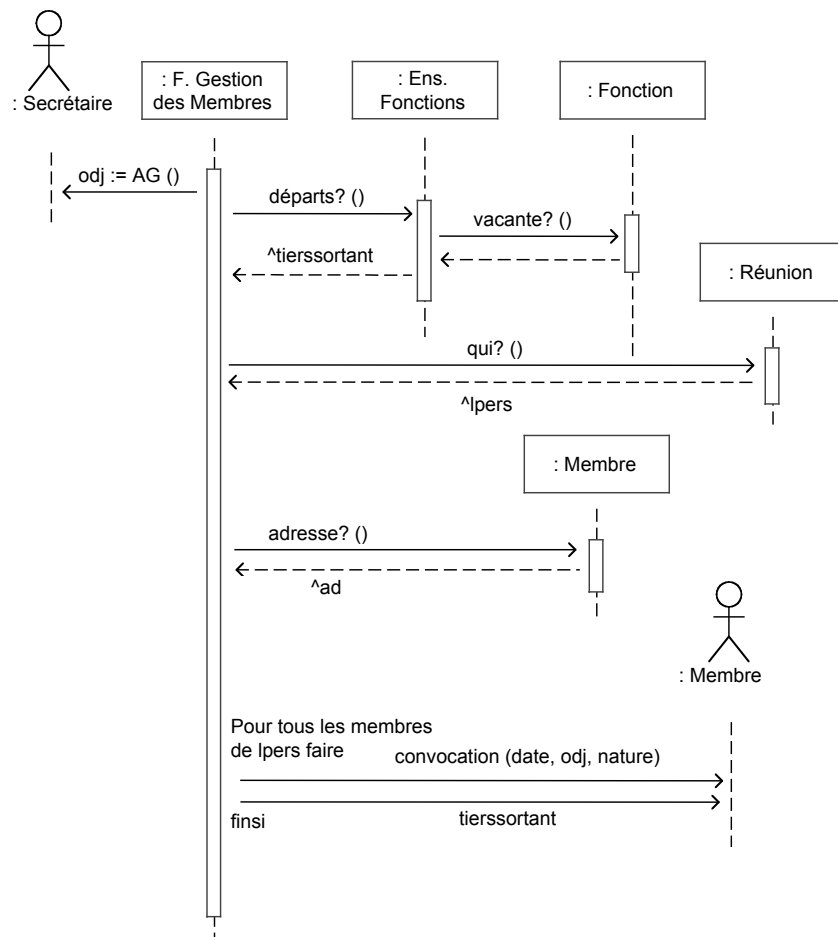 : Secrétaire
: F. Gestion
des Membres
: Ens.
Fonctions
: Fonction
odj := AG ()
départs? ()
vacante? ()
^tierssortant
: Réunion
qui? ()
^lpers
: Membre
adresse? ()
^ad
: Membre
Pour tous les membres
de lpers faire
convocation (date, odj, nature)
finsi
tierssortant